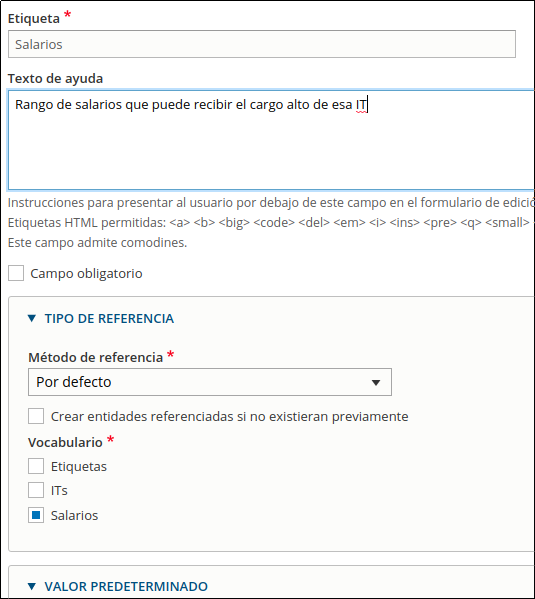 Etiqueta *
Salarios
Texto de ayuda
Rango de salarios que puede recibir el cargo alto de esa IT
Instrucciones para presentar al usuario por debajo de este campo en el formulario de edició
Etiquetas HTML permitidas: <a> <b> <big> <code> <del> <em> <i> <ins> <pre> <q> <small> <
Este campo admite comodines.
Campo obligatorio
TIPO DE REFERENCIA
Método de referencia *
Por defecto
Crear entidades referenciadas si no existieran previamente
Vocabulario *
Etiquetas
ITs
Salarios
VALOR PREDETERMINADO